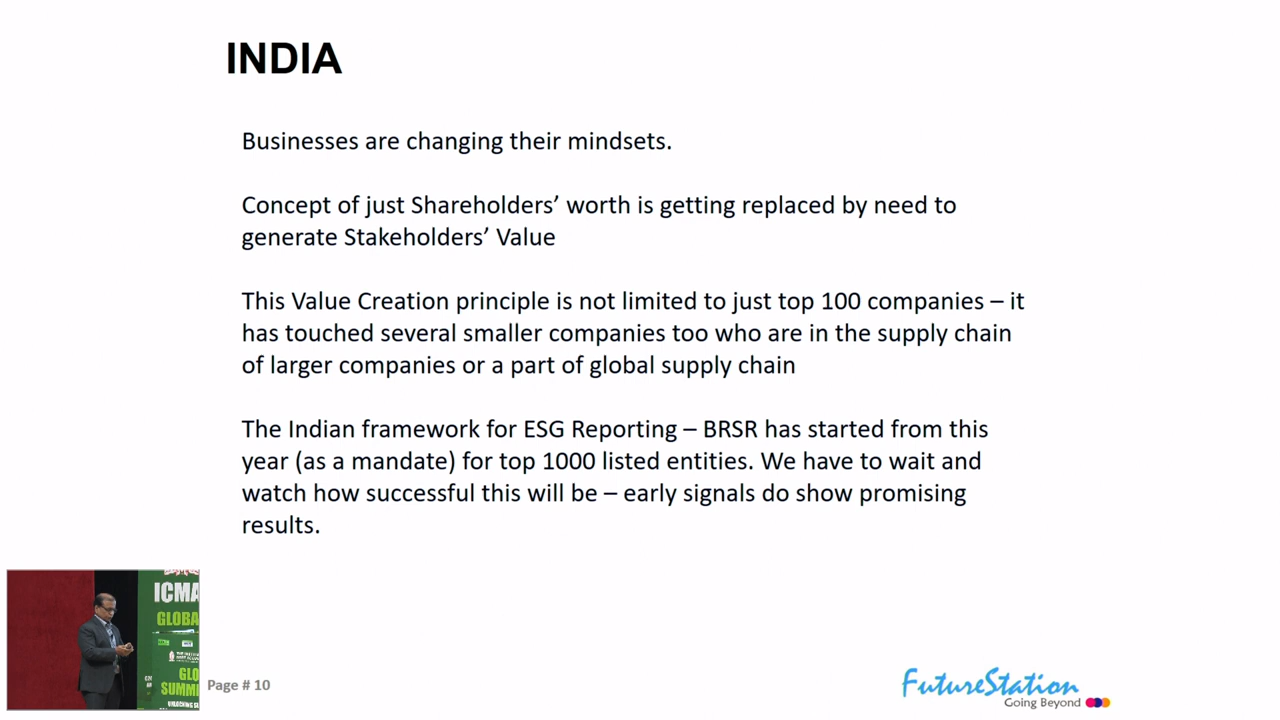 INDIA
Businesses are changing their mindsets.
Concept of just Shareholders’ worth is getting replaced by need to
generate Stakeholders’ Value
This Value Creation principle is not limited to just top 100 companies – it
has touched several smaller companies too who are in the supply chain
of larger companies or a part of global supply chain
The Indian framework for ESG Reporting – BRSR has started from this
year (as a mandate) for top 1000 listed entities. We have to wait and
watch how successful this will be – early signals do show promising
results.
ICMA
GLOBA
GLO
SUMMI
Page # 10
FutureStation
Going Beyond